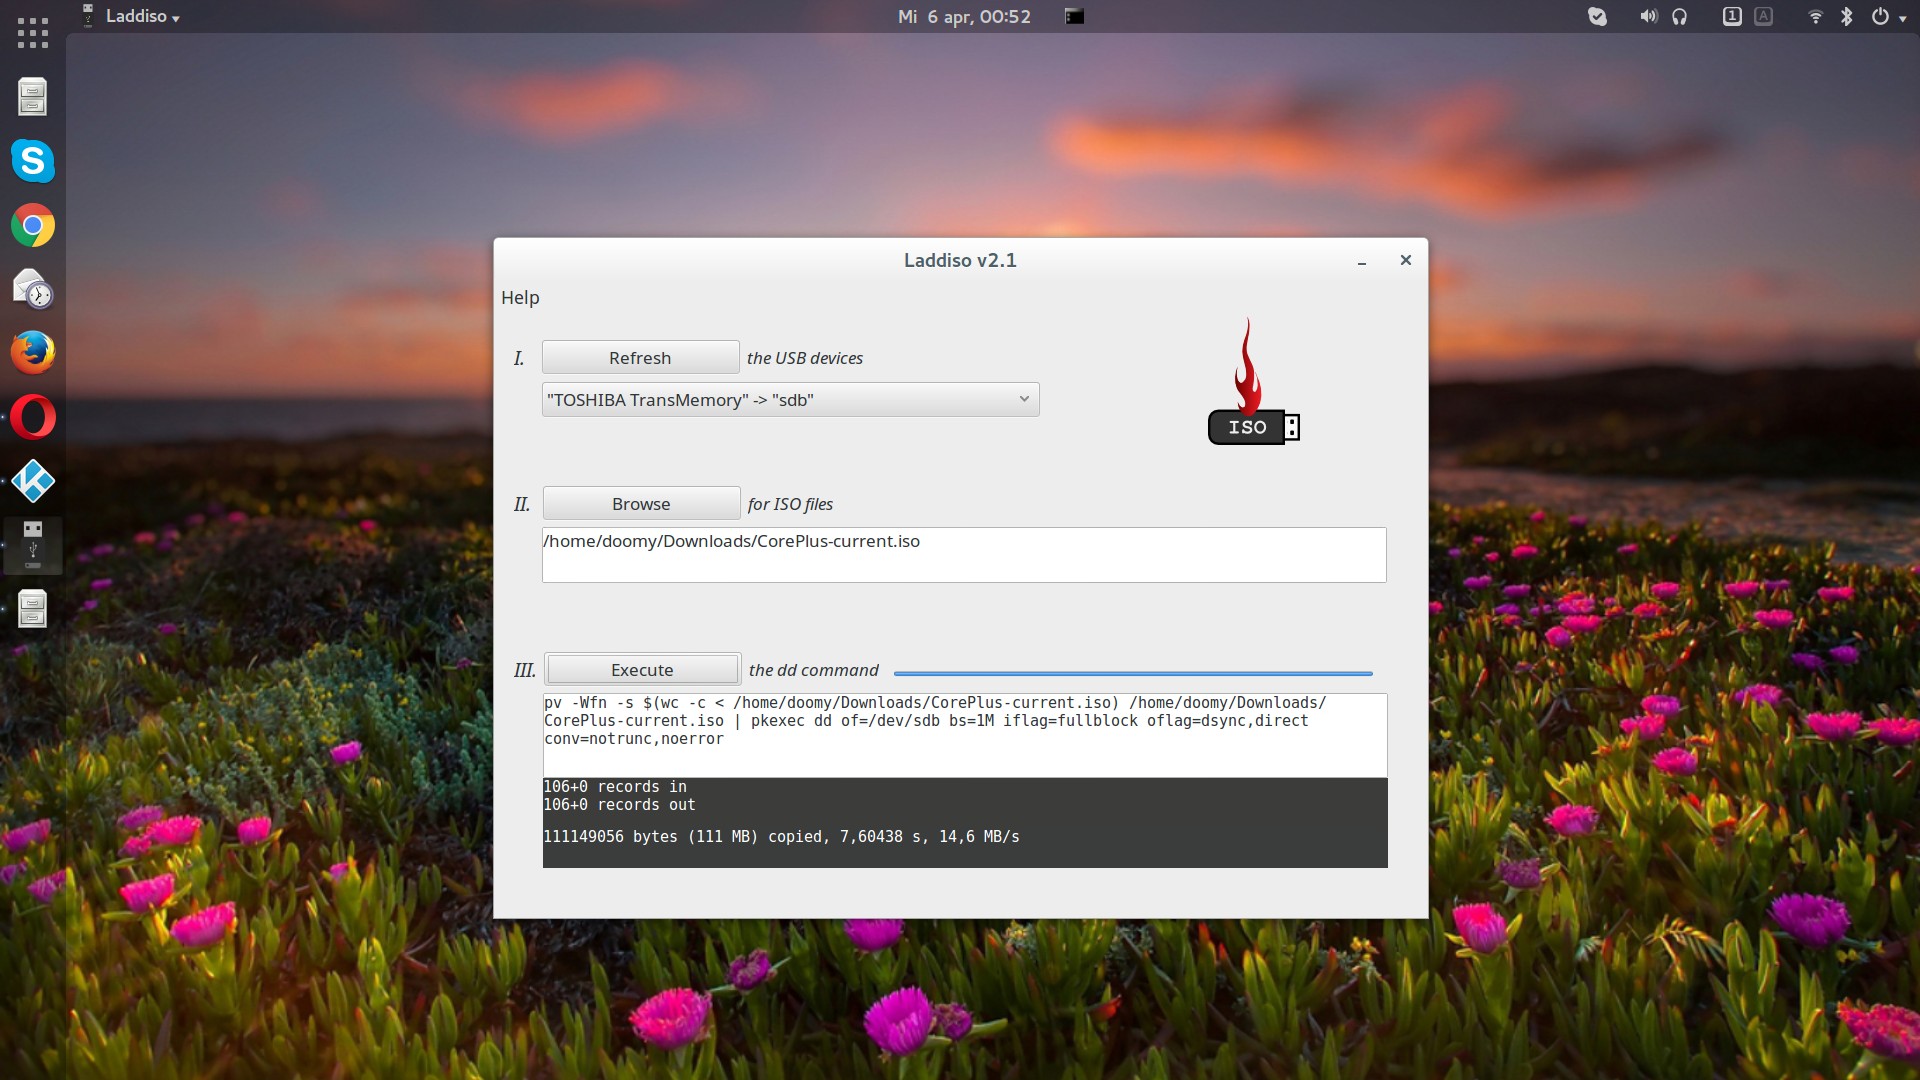 Laddiso
Mi 6 apr, 00:52
1
A
S
Laddiso v2.1
Help
I. Refresh the USB devices
"TOSHIBA TransMemory" -> "sdb"
ISO
II. Browse for ISO files
/home/doomy/Downloads/CorePlus-current.iso
III. Execute the dd command
pv -Wfn -s $(wc -c < /home/doomy/Downloads/CorePlus-current.iso) /home/doomy/Downloads/
CorePlus-current.iso | pkexec dd of=/dev/sdb bs=1M iflag=fullblock oflag=dsync,direct
conv=notrunc,noerror
106+0 records in
106+0 records out
111149056 bytes (111 MB) copied, 7,60438 s, 14,6 MB/s